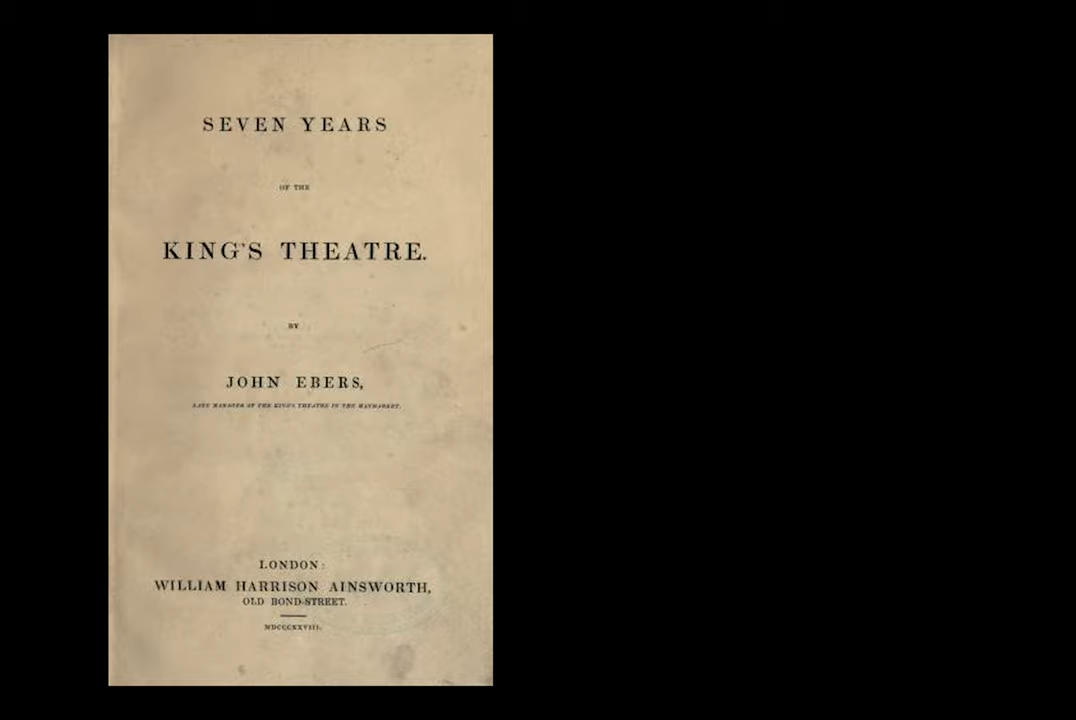 SEVEN YEARS
OF THE
KING'S THEATRE.
BY
JOHN EBERS,
LATE MANAGER OF THE KING'S THEATRE IN THE HAYMARKET.
LONDON:
WILLIAM HARRISON AINSWORTH,
OLD BOND-STREET.
MDCCCXXVIII.